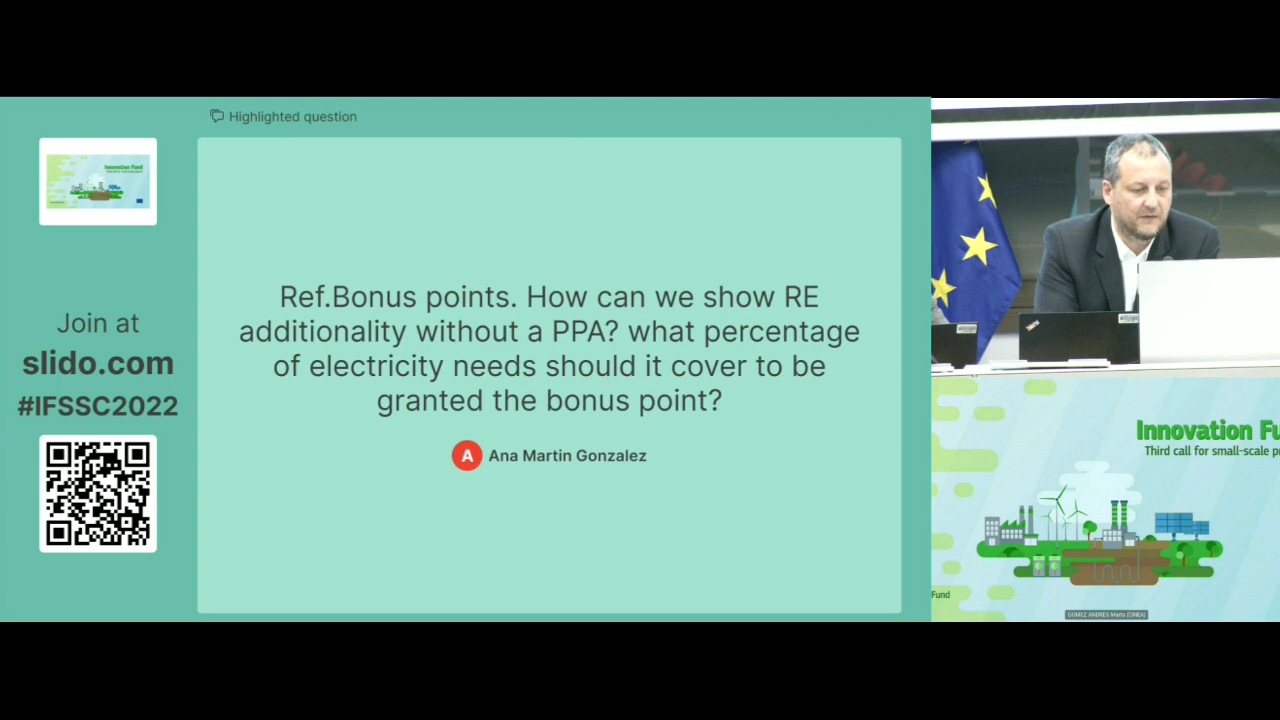 Highlighted question
Innovation Fund
Join at
slido.com
#IFSSC2022
Ref.Bonus points. How can we show RE
additionality without a PPA? what percentage
of electricity needs should it cover to be
granted the bonus point?
A Ana Martin Gonzalez
Innovation Fu
Third call for small-scale p
Fund
GOMEZ ANDRES Marta (CINEA)